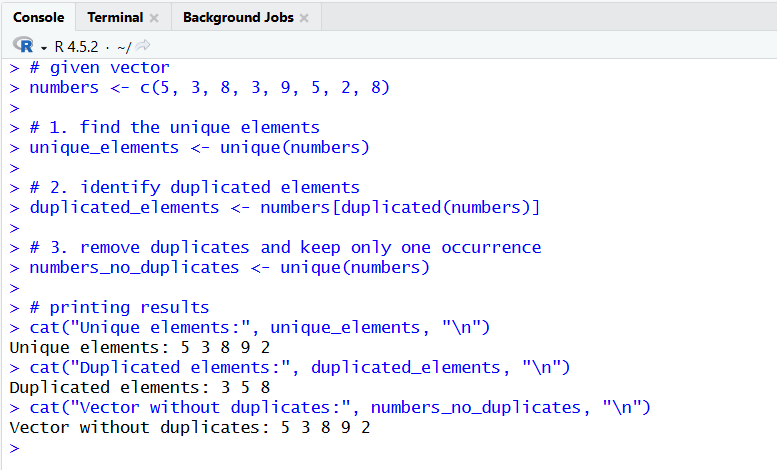 Console Terminal Background Jobs
R R 4.5.2 · ~/
> # given vector
> numbers <- c(5, 3, 8, 3, 9, 5, 2, 8)
>
> # 1. find the unique elements
> unique_elements <- unique(numbers)
>
> # 2. identify duplicated elements
> duplicated_elements <- numbers[duplicated(numbers)]
>
> # 3. remove duplicates and keep only one occurrence
> numbers_no_duplicates <- unique(numbers)
>
> # printing results
> cat("Unique elements:", unique_elements, "\n")
Unique elements: 5 3 8 9 2
> cat("Duplicated elements:", duplicated_elements, "\n")
Duplicated elements: 3 5 8
> cat("Vector without duplicates:", numbers_no_duplicates, "\n")
Vector without duplicates: 5 3 8 9 2
>